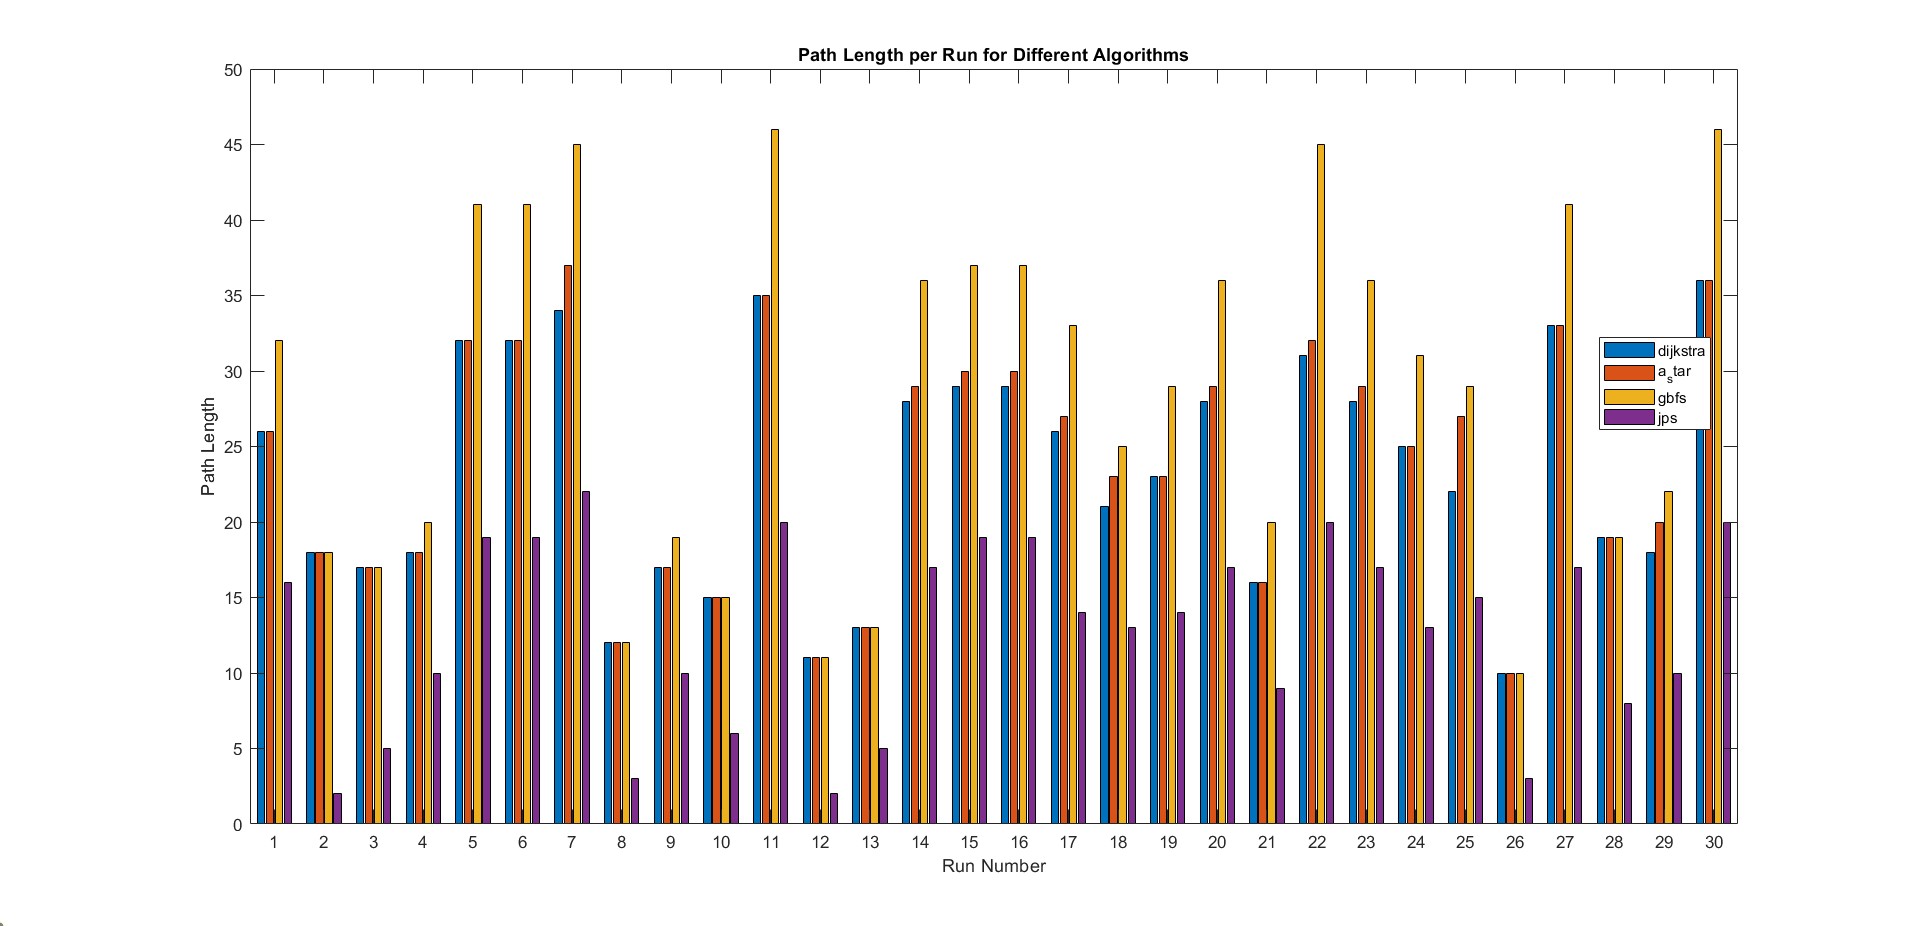 Path Length per Run for Different Algorithms
50
45
40
35
30
25
20
15
10
5
0
Path Length
dijkstra
a_star
gbfs
jps
1 2 3 4 5 6 7 8 9 10 11 12 13 14 15 16 17 18 19 20 21 22 23 24 25 26 27 28 29 30
Run Number